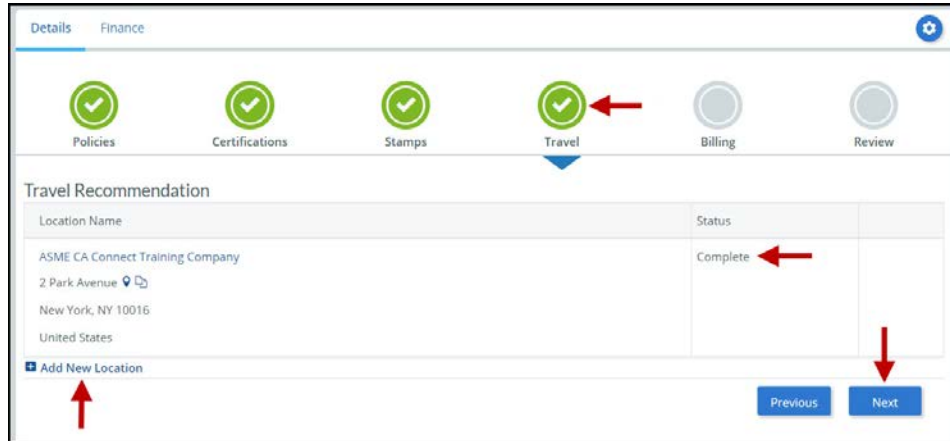 Details Finance
Policies Certifications Stamps Travel Billing Review
Travel Recommendation
Location Name Status
ASME CA Connect Training Company Complete
2 Park Avenue
New York, NY 10016
United States
Add New Location
Previous Next